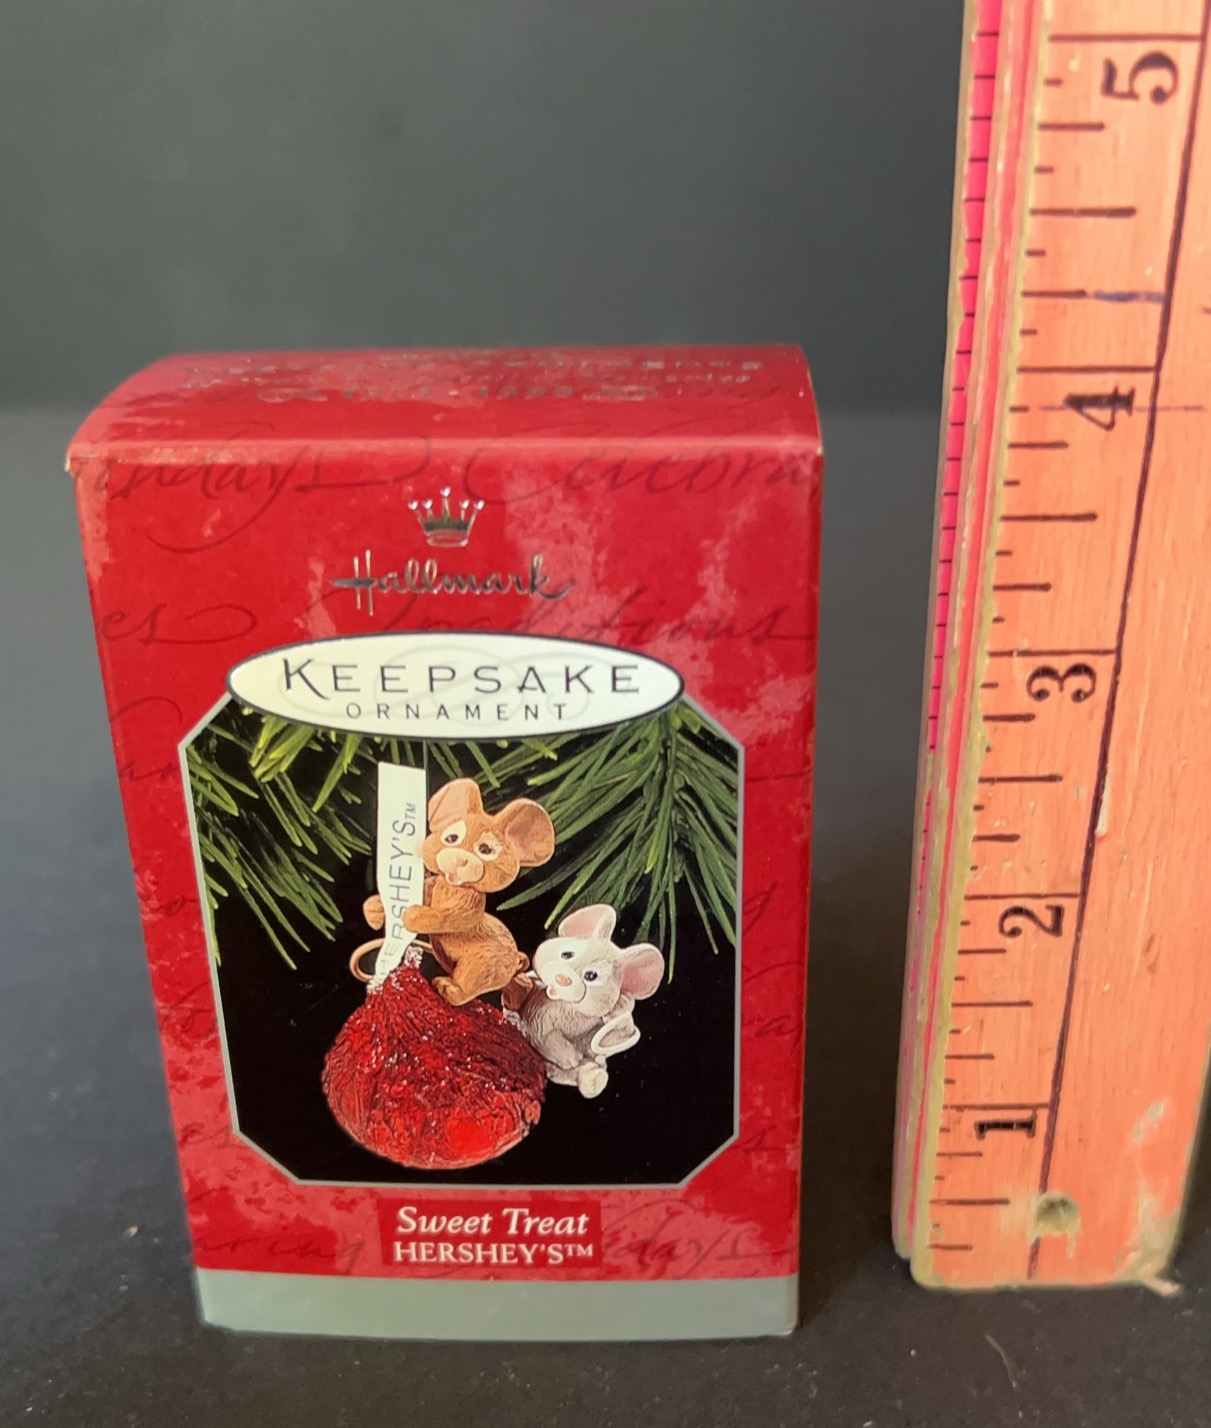 Hallmark
KEEPSAKE
ORNAMENT
HERSHEY'S™
Sweet Treat
HERSHEY'S™
5
4
3
2
1